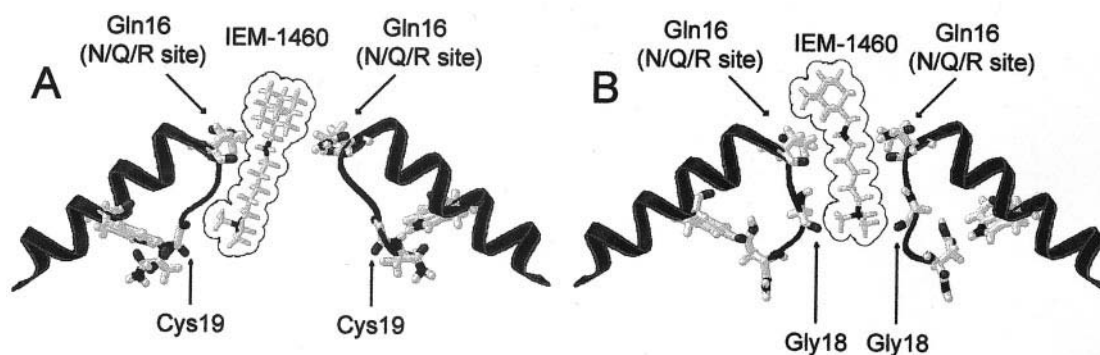 A
Gln16
(N/Q/R site)
IEM-1460
Gln16
(N/Q/R site)
Cys19
Cys19
B
Gln16
(N/Q/R site)
IEM-1460
Gln16
(N/Q/R site)
Gly18
Gly18